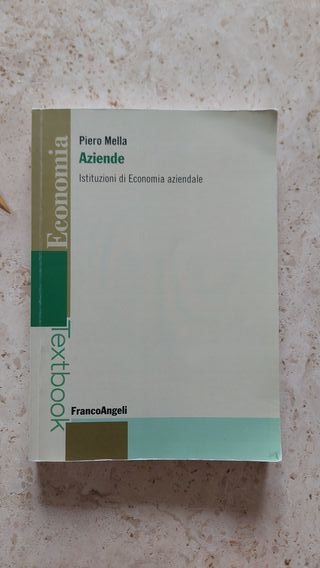 Piero Mella
Aziende
Istituzioni di Economia aziendale
Economia
Textbook
FrancoAngeli